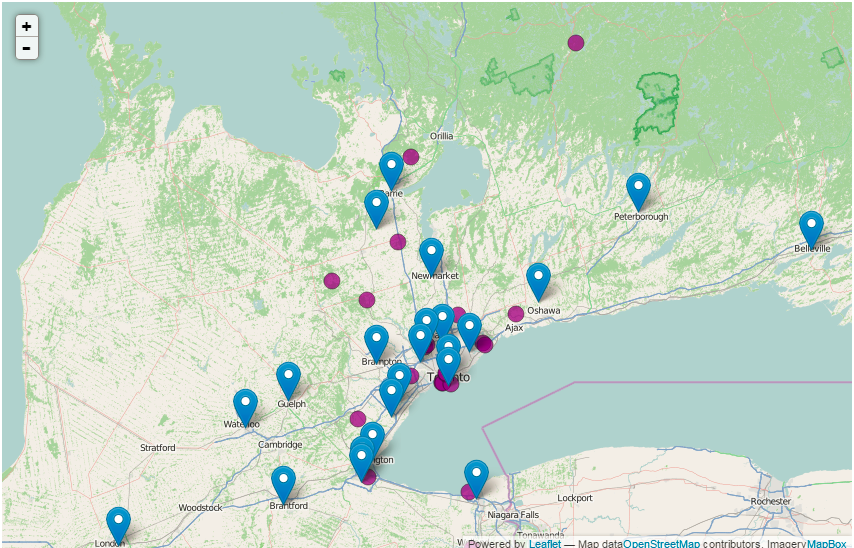 +
-
Orillia
Barrie
Peterborough
Belleville
Newmarket
Oshawa
Ajax
Brampton
Toronto
Guelph
Waterloo
Stratford
Cambridge
ngton
Woodstock
Brantford
Lockport
Rochester
Niagara Falls
London
Tonawanda
Powered by Leaflet — Map data OpenStreetMap contributors, Imagery MapBox